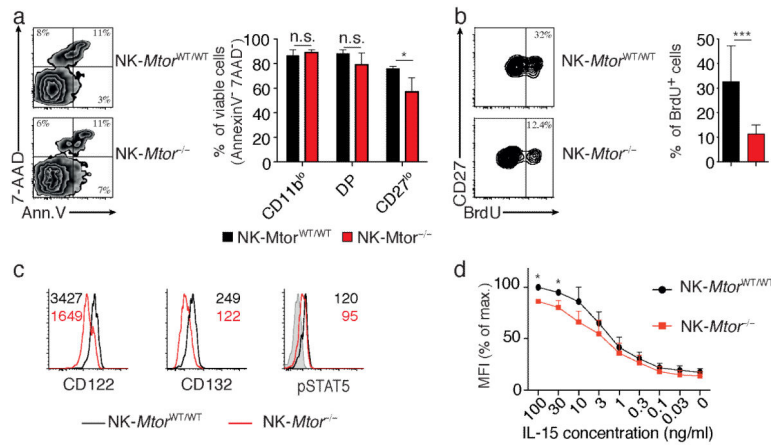 a
8%
11%
NK-Mtor^WT/WT
3%
6%
11%
NK-Mtor^-/-
7%
7-AAD
Ann.V
% of viable cells
(AnnexinV^- 7AAD^-)
100
80
60
40
20
0
n.s.
n.s.
*
CD11b^lo
DP
CD27^lo
NK-Mtor^WT/WT
NK-Mtor^-/-
b
32%
NK-Mtor^WT/WT
12.4%
NK-Mtor^-/-
CD27
BrdU
% of BrdU^+ cells
50
40
30
20
10
0
***
c
3427
1649
CD122
249
122
CD132
120
95
pSTAT5
NK-Mtor^WT/WT
NK-Mtor^-/-
d
MFI (% of max.)
100
50
0
*
*
NK-Mtor^WT/WT
NK-Mtor^-/-
100
30
10
3
1
0.3
0.1
0.03
0
IL-15 concentration (ng/ml)